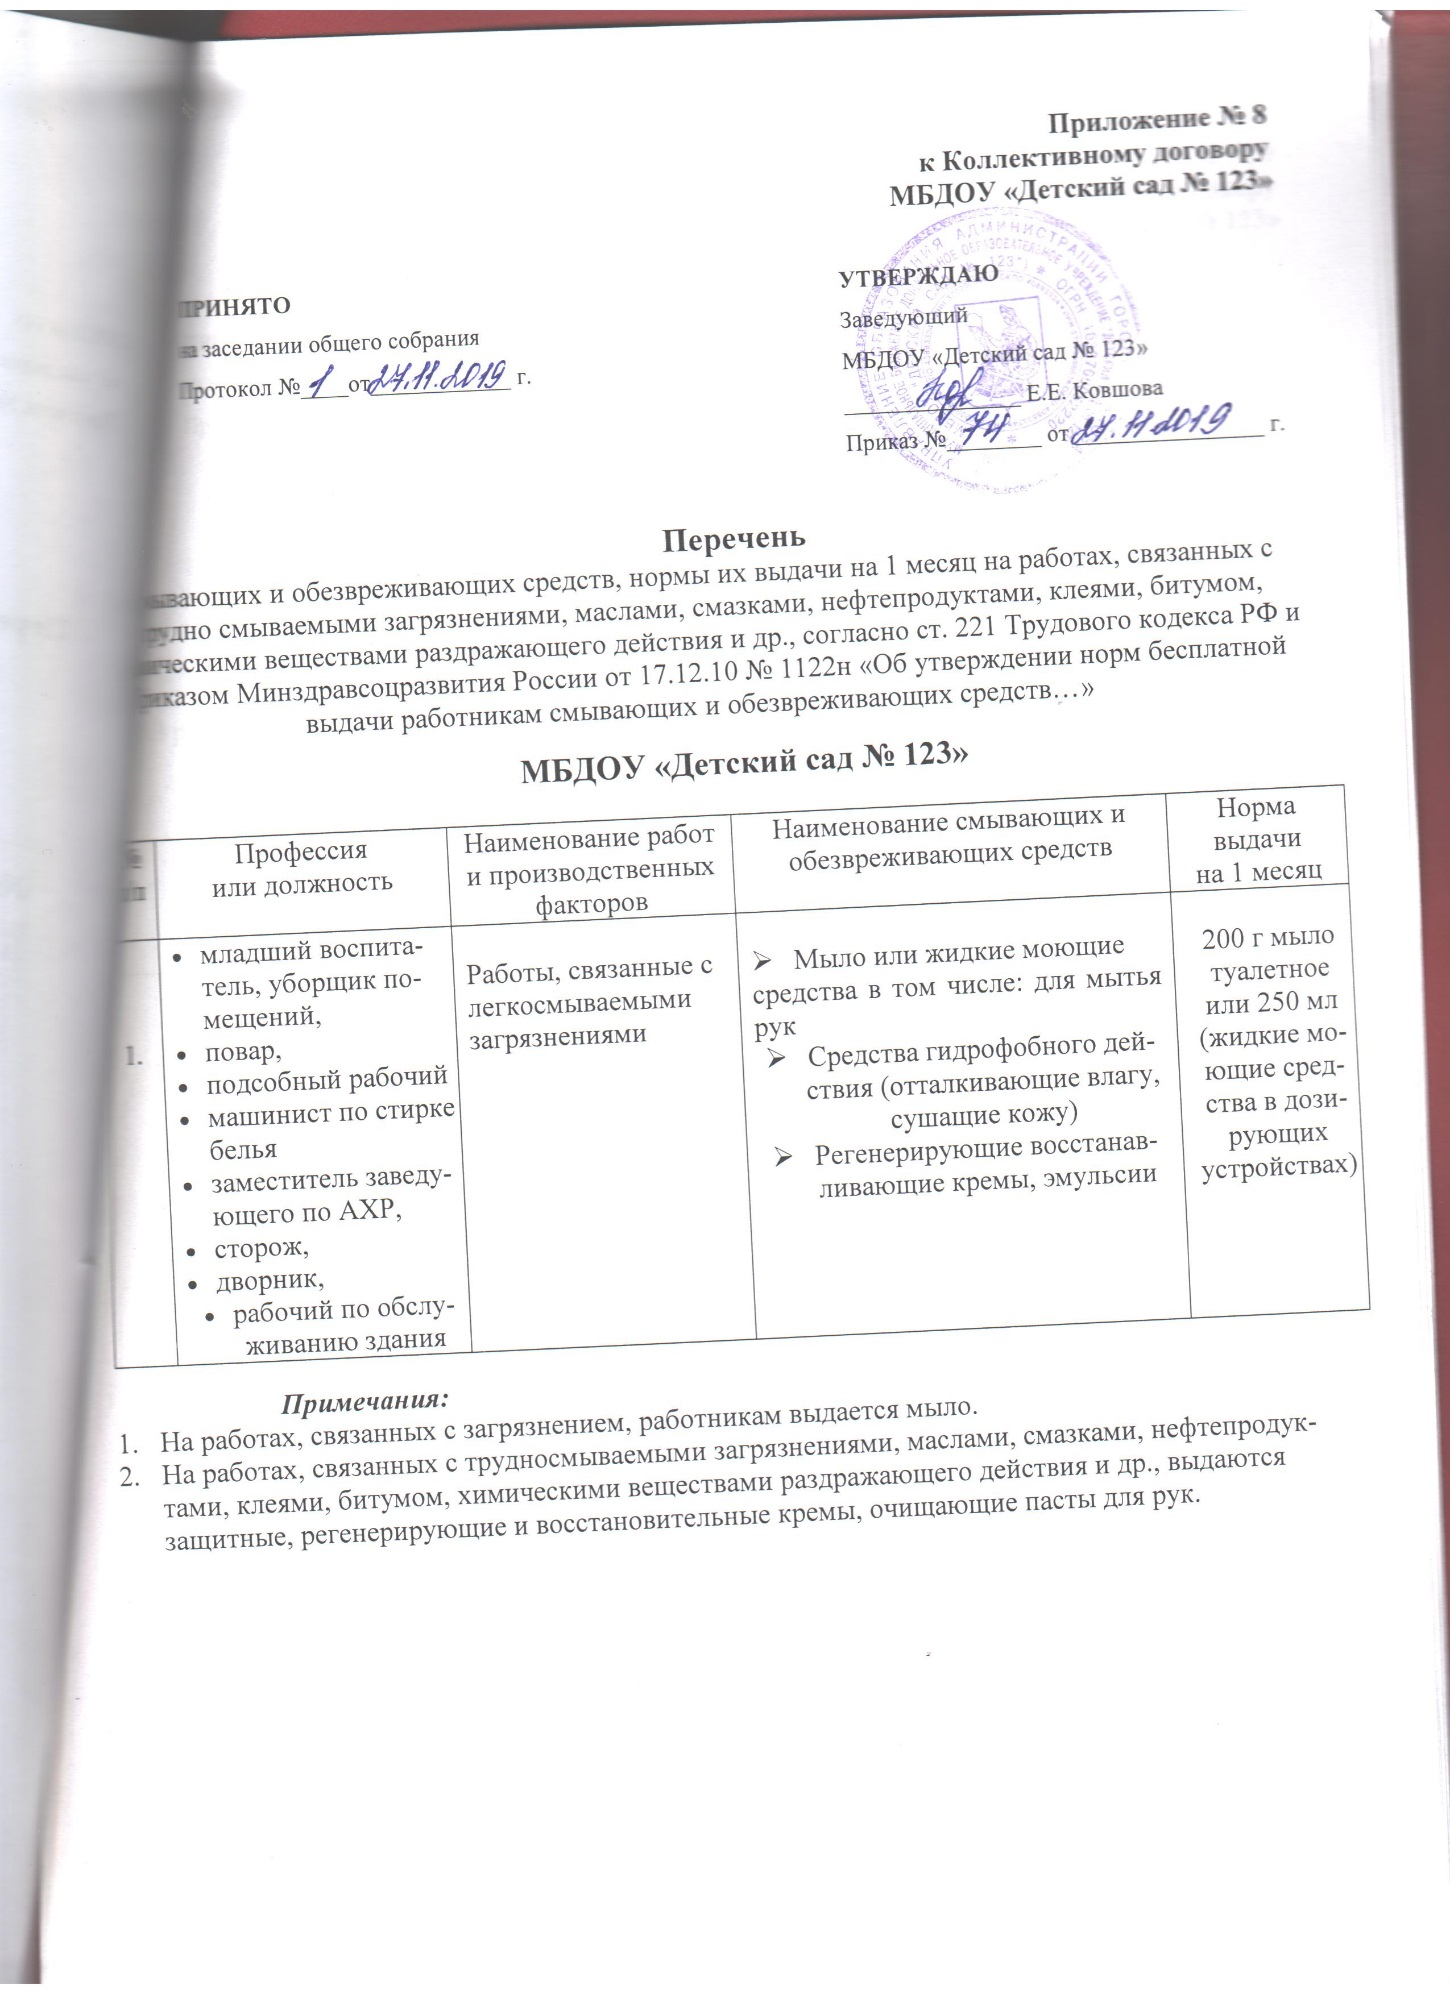 Приложение № 8
к Коллективному договору
МБДОУ «Детский сад № 123»
УТВЕРЖДАЮ
Заведующий
МБДОУ «Детский сад № 123»
Е.Е. Ковшова
Приказ № 74 от 27.11.2019 г.
ПРИНЯТО
на заседании общего собрания
Протокол № 1 от 27.11.2019 г.
Перечень
смывающих и обезвреживающих средств, нормы их выдачи на 1 месяц на работах, связанных с
трудно смываемыми загрязнениями, маслами, смазками, нефтепродуктами, клеями, битумом,
химическими веществами раздражающего действия и др., согласно ст. 221 Трудового кодекса РФ и
приказом Минздравсоцразвития России от 17.12.10 № 1122н «Об утверждении норм бесплатной
выдачи работникам смывающих и обезвреживающих средств…»
МБДОУ «Детский сад № 123»
№
п/п
Профессия
или должность
Наименование работ
и производственных
факторов
Наименование смывающих и
обезвреживающих средств
Норма
выдачи
на 1 месяц
1.
• младший воспита-
тель, уборщик по-
мещений,
• повар,
• подсобный рабочий
• машинист по стирке
белья
• заместитель заведу-
ющего по АХР,
• сторож,
• дворник,
• рабочий по обслу-
живанию здания
Работы, связанные с
легкосмываемыми
загрязнениями
➢ Мыло или жидкие моющие
средства в том числе: для мытья
рук
➢ Средства гидрофобного дей-
ствия (отталкивающие влагу,
сушащие кожу)
➢ Регенерирующие восстанав-
ливающие кремы, эмульсии
200 г мыло
туалетное
или 250 мл
(жидкие мо-
ющие сред-
ства в дози-
рующих
устройствах)
Примечания:
1. На работах, связанных с загрязнением, работникам выдается мыло.
2. На работах, связанных с трудносмываемыми загрязнениями, маслами, смазками, нефтепродук-
тами, клеями, битумом, химическими веществами раздражающего действия и др., выдаются
защитные, регенерирующие и восстановительные кремы, очищающие пасты для рук.